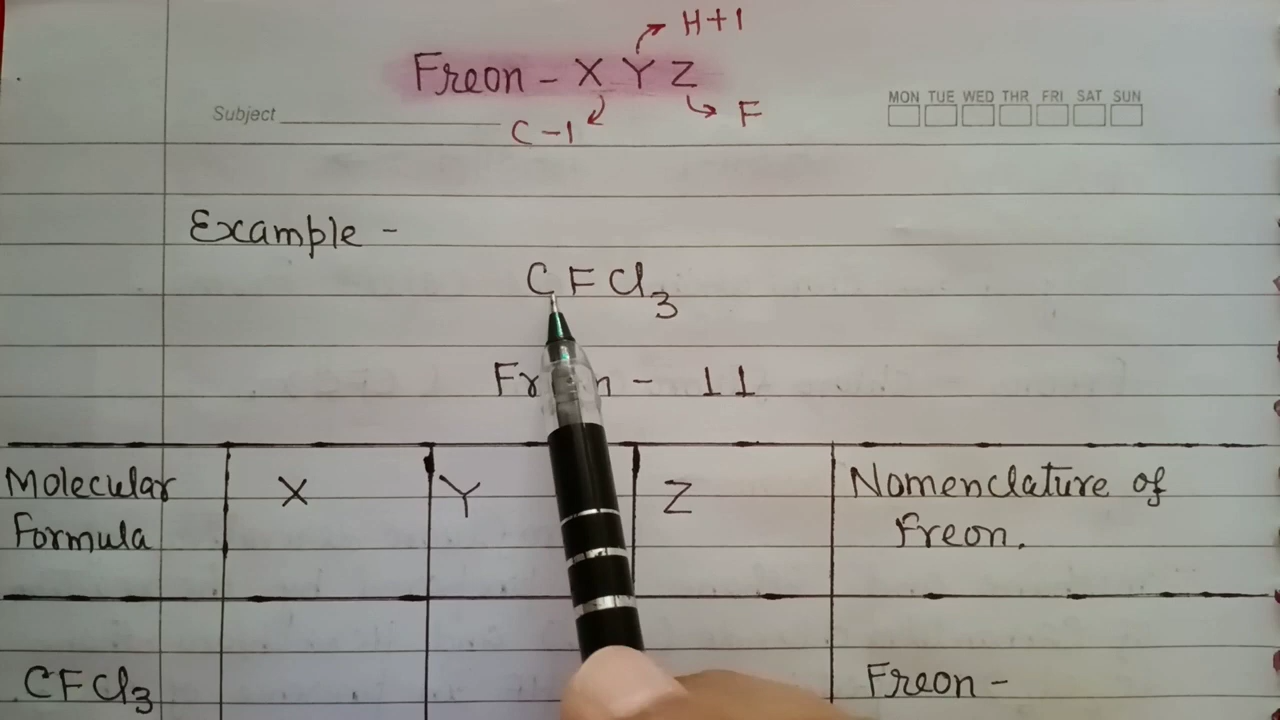 H+1
Freon - X Y Z
Subject
C-1
F
MON TUE WED THR FRI SAT SUN
Example -
CFCl3
- 11
Molecular Formula
X
Y
Z
Nomenclature of Freon.
CFCl3
Freon -